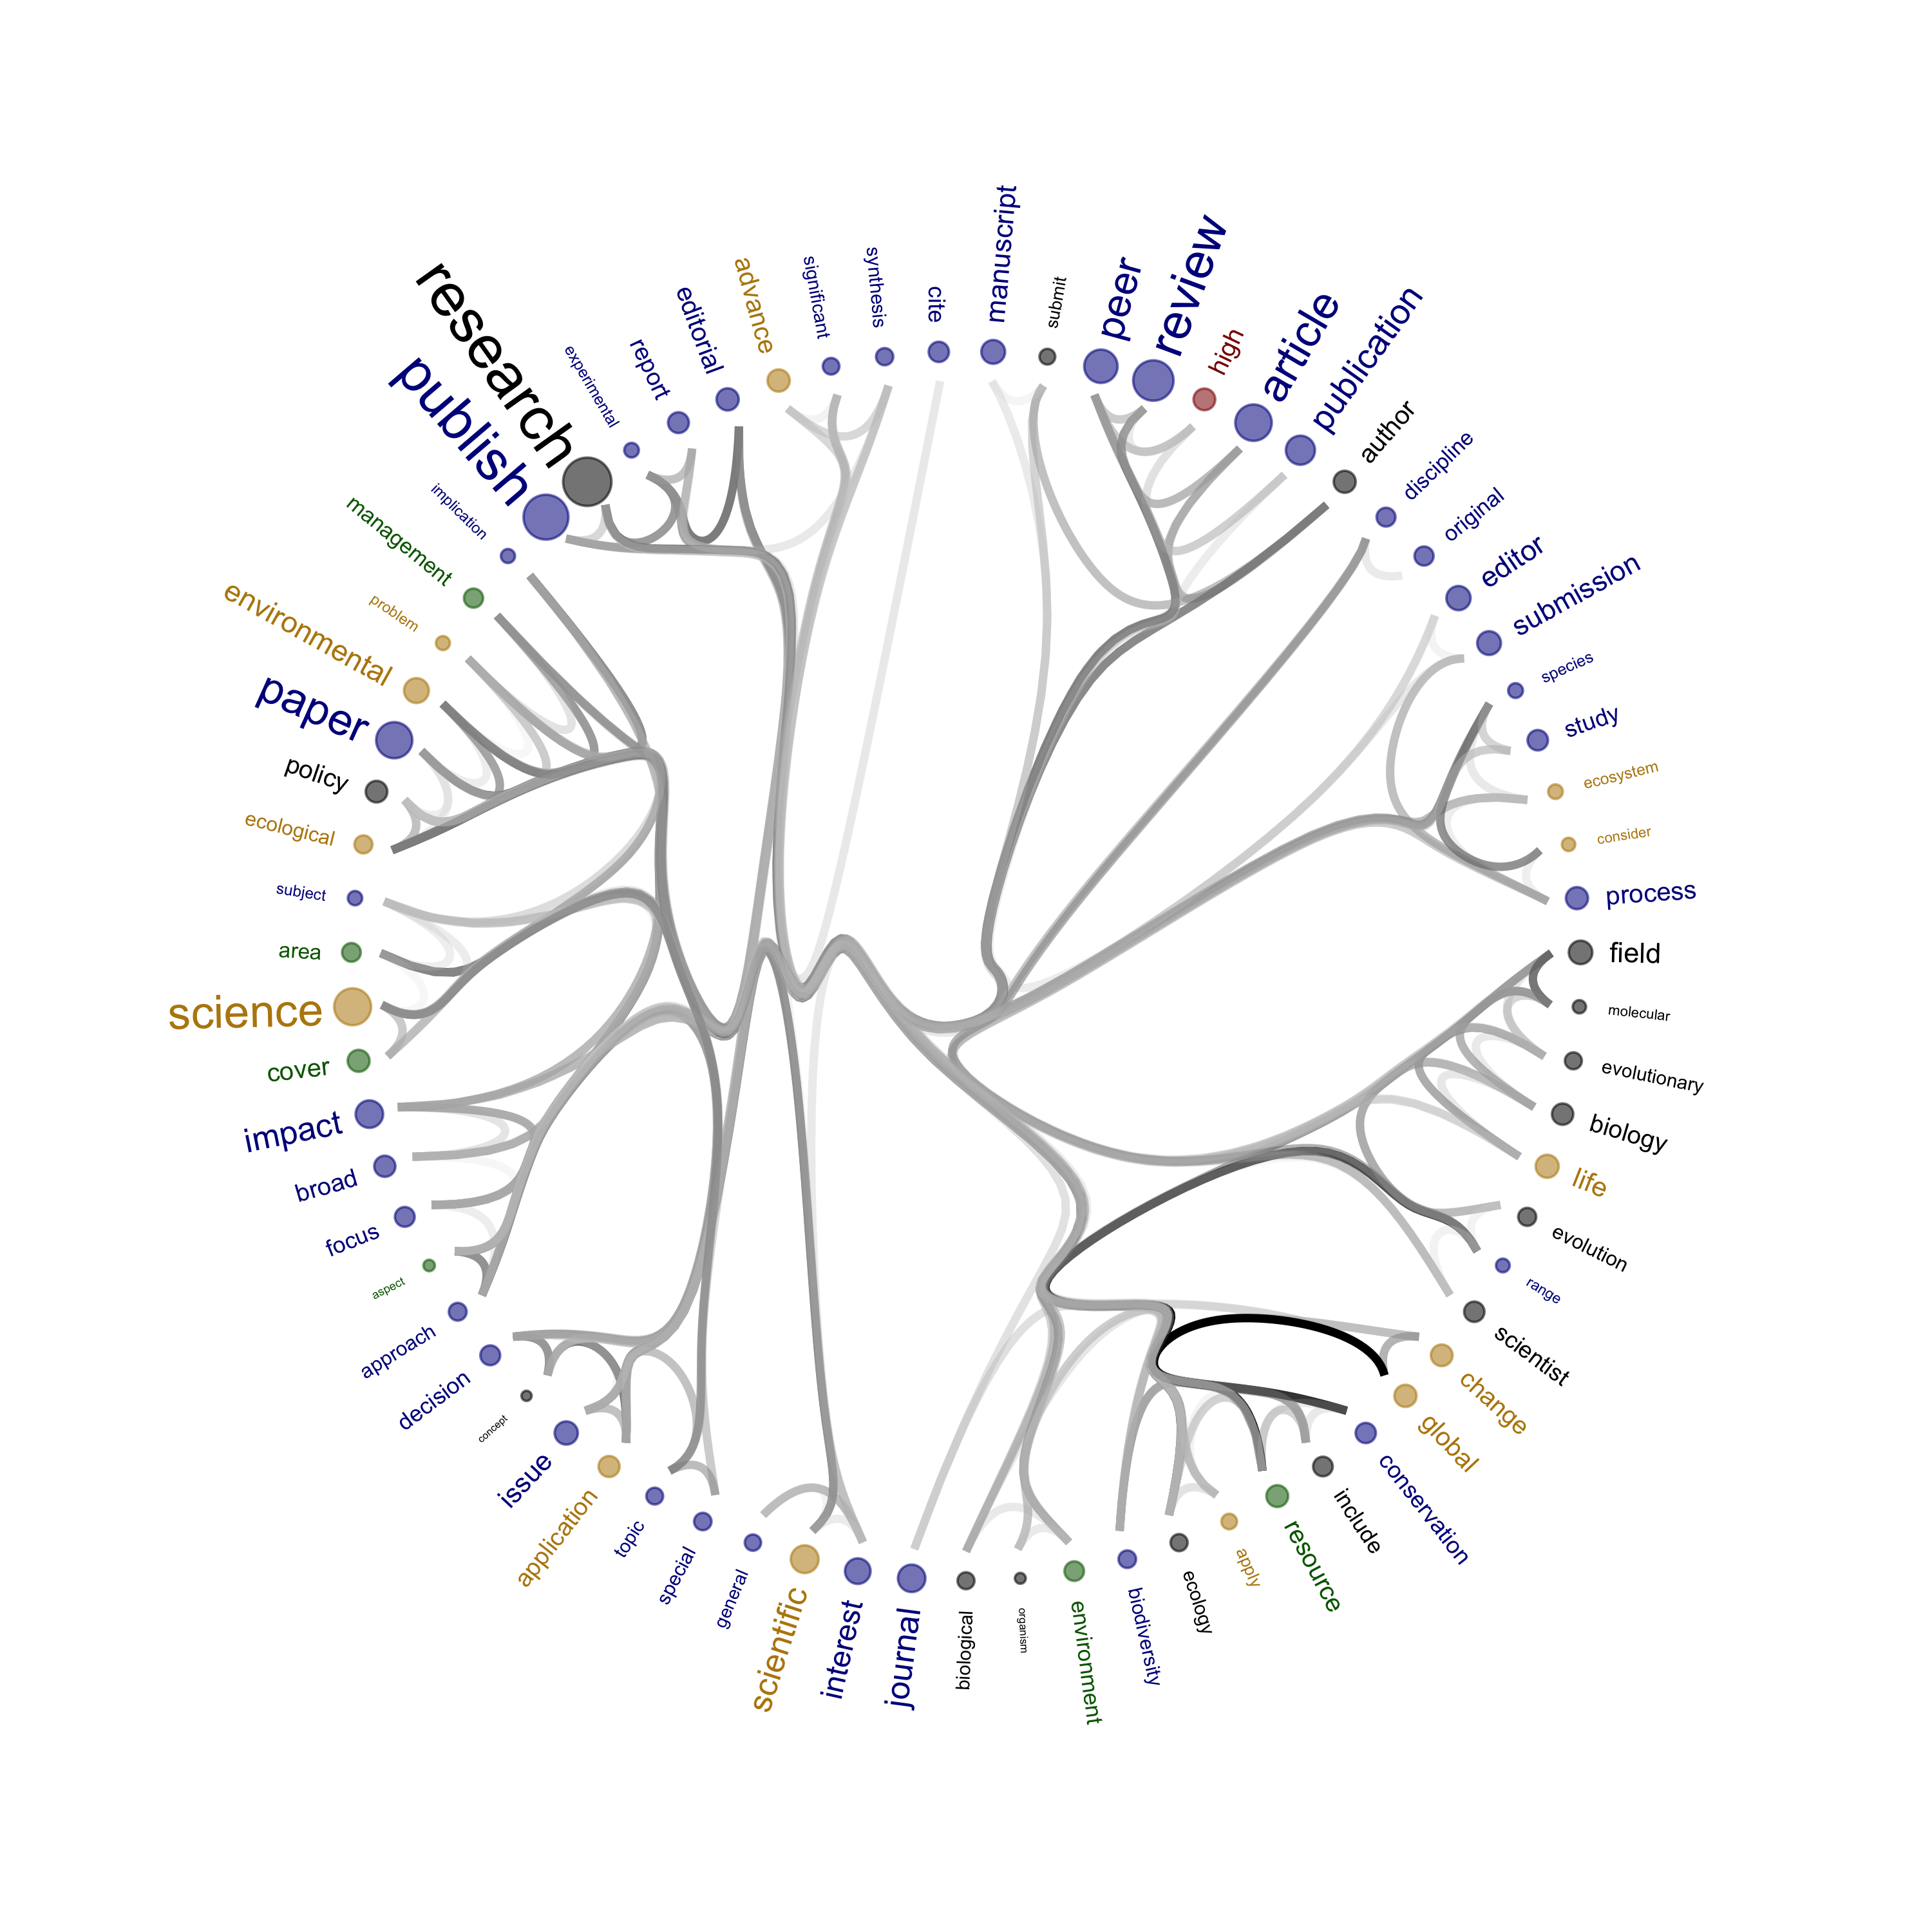 manuscript
submit
peer
review
high
article
publication
author
discipline
original
editor
submission
species
study
ecosystem
consider
process
field
molecular
evolutionary
biology
life
evolution
range
scientist
change
global
conservation
include
resource
apply
ecology
biodiversity
environment
organism
biological
journal
interest
scientific
general
special
topic
application
issue
concept
decision
approach
aspect
focus
broad
impact
cover
science
area
subject
ecological
policy
paper
environmental
problem
management
implication
publish
research
experimental
report
editorial
advance
significant
synthesis
cite